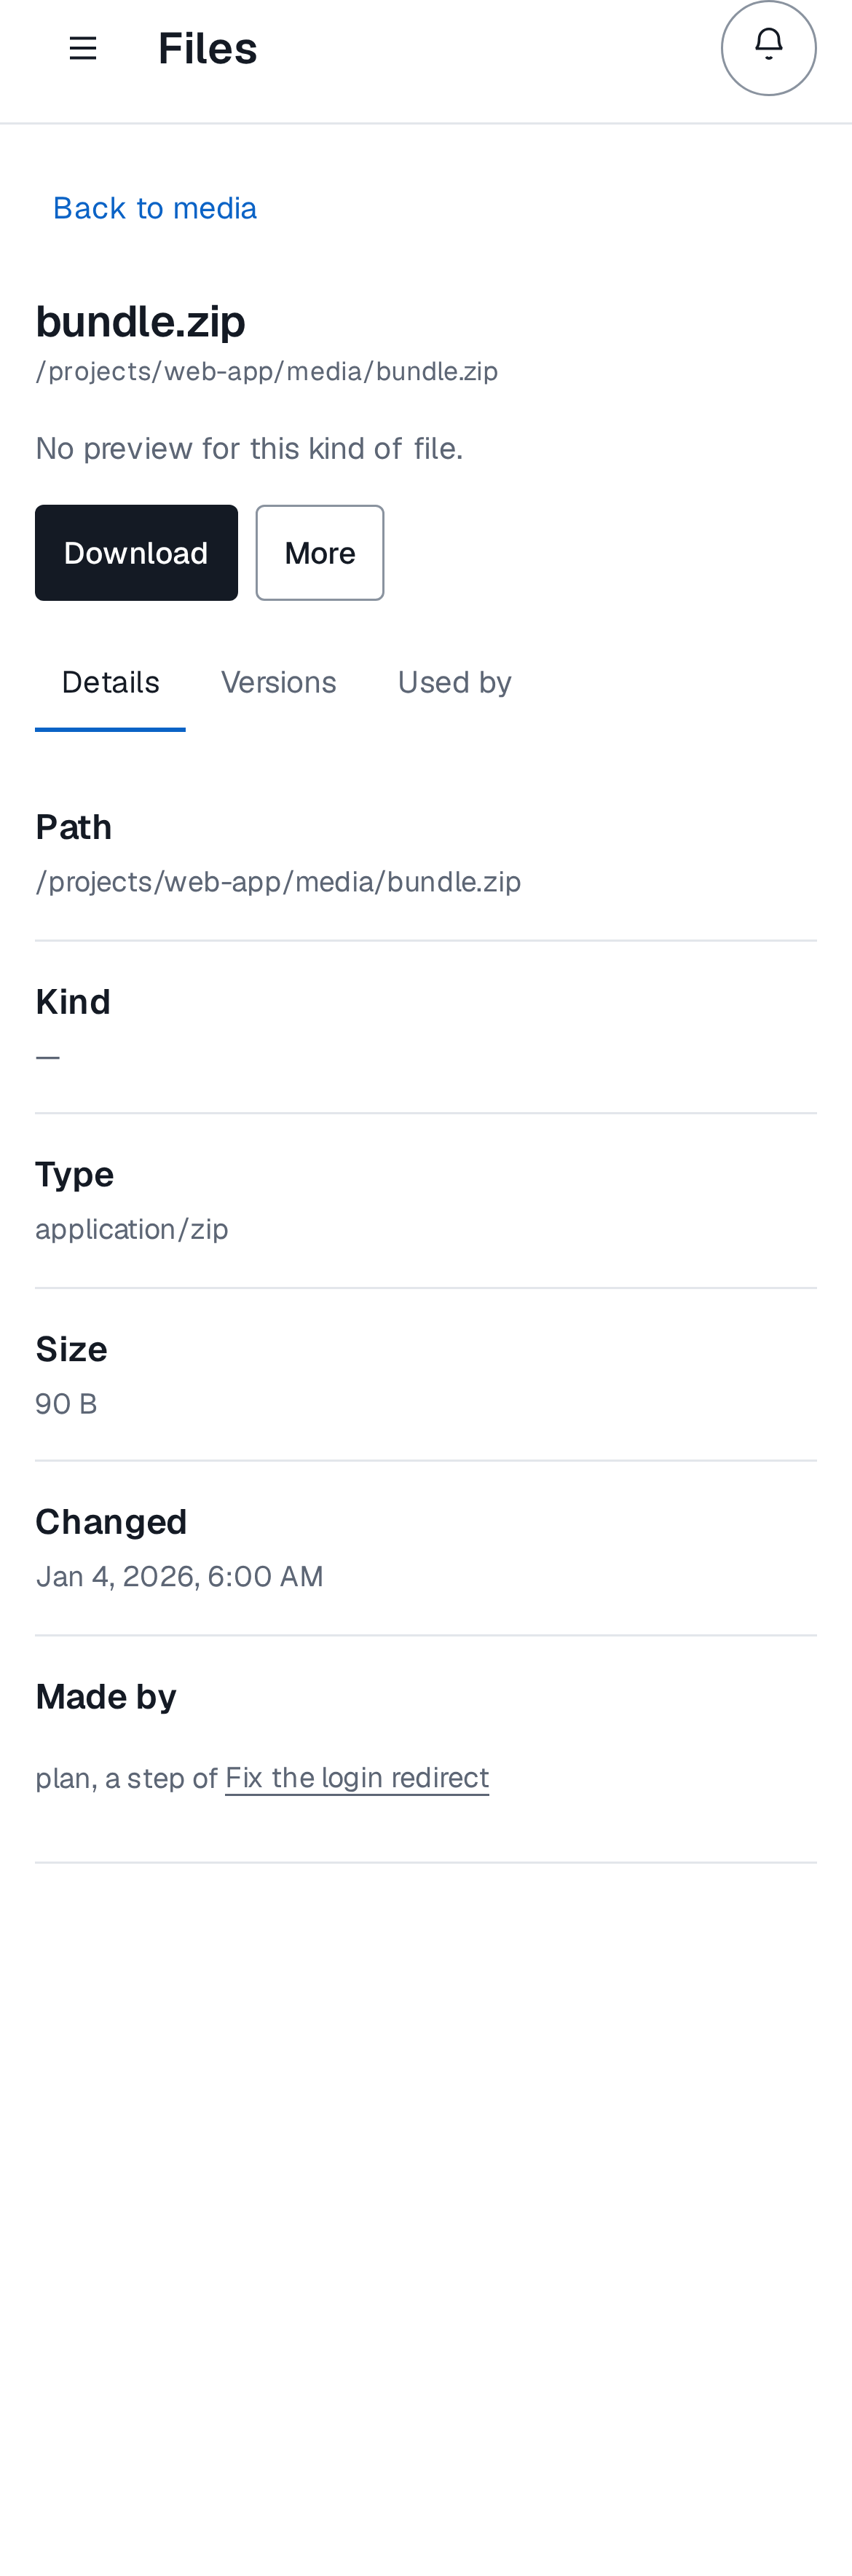 Files
Back to media
bundle.zip
/projects/web-app/media/bundle.zip
No preview for this kind of file.
Download
More
Details
Versions
Used by
Path
/projects/web-app/media/bundle.zip
Kind
—
Type
application/zip
Size
90 B
Changed
Jan 4, 2026, 6:00 AM
Made by
plan, a step of Fix the login redirect